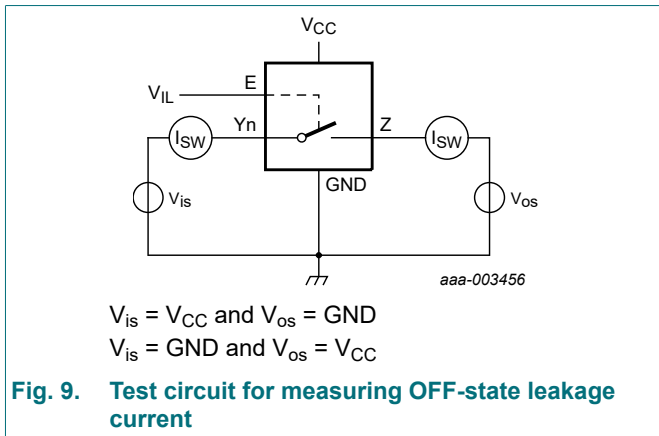 VCC
E
VIL
Yn
Z
ISW
ISW
GND
Vis
Vos
aaa-003456
Vis = VCC and Vos = GND
Vis = GND and Vos = VCC
Fig. 9. Test circuit for measuring OFF-state leakage
current